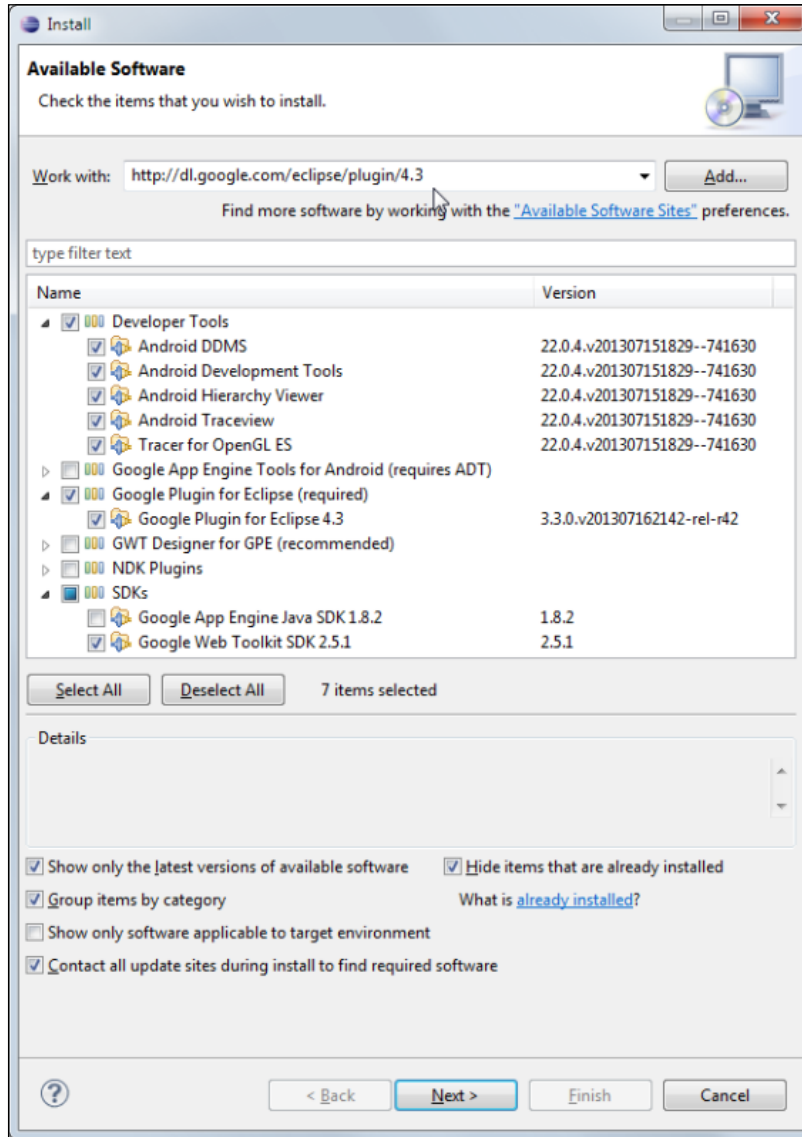 Install
Available Software
Check the items that you wish to install.
Work with: http://dl.google.com/eclipse/plugin/4.3 Add...
Find more software by working with the "Available Software Sites" preferences.
type filter text
Name Version
Developer Tools
Android DDMS 22.0.4.v201307151829--741630
Android Development Tools 22.0.4.v201307151829--741630
Android Hierarchy Viewer 22.0.4.v201307151829--741630
Android Traceview 22.0.4.v201307151829--741630
Tracer for OpenGL ES 22.0.4.v201307151829--741630
Google App Engine Tools for Android (requires ADT)
Google Plugin for Eclipse (required)
Google Plugin for Eclipse 4.3 3.3.0.v201307162142-rel-r42
GWT Designer for GPE (recommended)
NDK Plugins
SDKs
Google App Engine Java SDK 1.8.2 1.8.2
Google Web Toolkit SDK 2.5.1 2.5.1
Select All Deselect All 7 items selected
Details
Show only the latest versions of available software Hide items that are already installed
Group items by category What is already installed?
Show only software applicable to target environment
Contact all update sites during install to find required software
? < Back Next > Finish Cancel